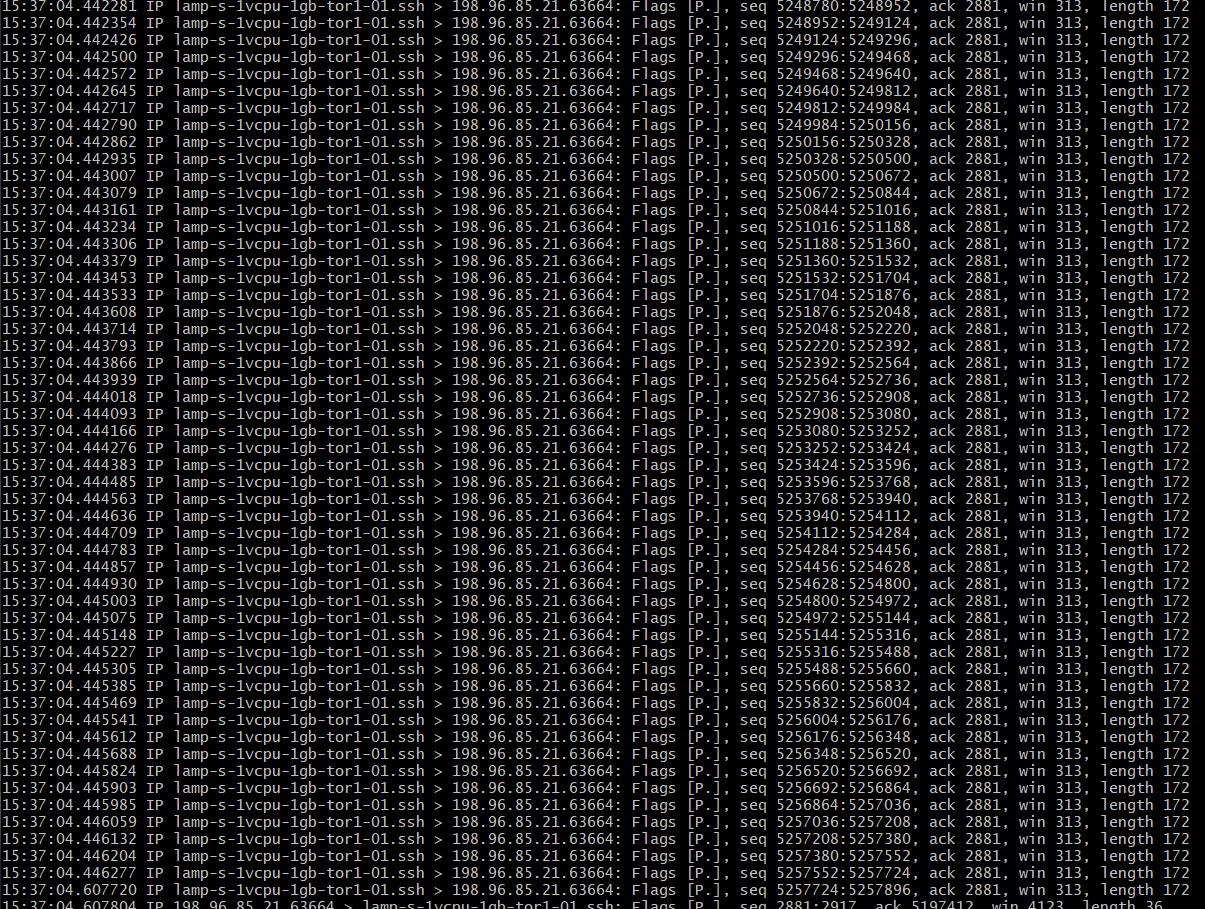 15:37:04.442281 IP lamp-s-1vcpu-1gb-tor1-01.ssh > 198.96.85.21.63664: Flags [P.], seq 5248780:5248952, ack 2881, win 313, length 172
15:37:04.442354 IP lamp-s-1vcpu-1gb-tor1-01.ssh > 198.96.85.21.63664: Flags [P.], seq 5248952:5249124, ack 2881, win 313, length 172
15:37:04.442426 IP lamp-s-1vcpu-1gb-tor1-01.ssh > 198.96.85.21.63664: Flags [P.], seq 5249124:5249296, ack 2881, win 313, length 172
15:37:04.442500 IP lamp-s-1vcpu-1gb-tor1-01.ssh > 198.96.85.21.63664: Flags [P.], seq 5249296:5249468, ack 2881, win 313, length 172
15:37:04.442572 IP lamp-s-1vcpu-1gb-tor1-01.ssh > 198.96.85.21.63664: Flags [P.], seq 5249468:5249640, ack 2881, win 313, length 172
15:37:04.442645 IP lamp-s-1vcpu-1gb-tor1-01.ssh > 198.96.85.21.63664: Flags [P.], seq 5249640:5249812, ack 2881, win 313, length 172
15:37:04.442717 IP lamp-s-1vcpu-1gb-tor1-01.ssh > 198.96.85.21.63664: Flags [P.], seq 5249812:5249984, ack 2881, win 313, length 172
15:37:04.442790 IP lamp-s-1vcpu-1gb-tor1-01.ssh > 198.96.85.21.63664: Flags [P.], seq 5249984:5250156, ack 2881, win 313, length 172
15:37:04.442862 IP lamp-s-1vcpu-1gb-tor1-01.ssh > 198.96.85.21.63664: Flags [P.], seq 5250156:5250328, ack 2881, win 313, length 172
15:37:04.442935 IP lamp-s-1vcpu-1gb-tor1-01.ssh > 198.96.85.21.63664: Flags [P.], seq 5250328:5250500, ack 2881, win 313, length 172
15:37:04.443007 IP lamp-s-1vcpu-1gb-tor1-01.ssh > 198.96.85.21.63664: Flags [P.], seq 5250500:5250672, ack 2881, win 313, length 172
15:37:04.443079 IP lamp-s-1vcpu-1gb-tor1-01.ssh > 198.96.85.21.63664: Flags [P.], seq 5250672:5250844, ack 2881, win 313, length 172
15:37:04.443161 IP lamp-s-1vcpu-1gb-tor1-01.ssh > 198.96.85.21.63664: Flags [P.], seq 5250844:5251016, ack 2881, win 313, length 172
15:37:04.443234 IP lamp-s-1vcpu-1gb-tor1-01.ssh > 198.96.85.21.63664: Flags [P.], seq 5251016:5251188, ack 2881, win 313, length 172
15:37:04.443306 IP lamp-s-1vcpu-1gb-tor1-01.ssh > 198.96.85.21.63664: Flags [P.], seq 5251188:5251360, ack 2881, win 313, length 172
15:37:04.443379 IP lamp-s-1vcpu-1gb-tor1-01.ssh > 198.96.85.21.63664: Flags [P.], seq 5251360:5251532, ack 2881, win 313, length 172
15:37:04.443453 IP lamp-s-1vcpu-1gb-tor1-01.ssh > 198.96.85.21.63664: Flags [P.], seq 5251532:5251704, ack 2881, win 313, length 172
15:37:04.443533 IP lamp-s-1vcpu-1gb-tor1-01.ssh > 198.96.85.21.63664: Flags [P.], seq 5251704:5251876, ack 2881, win 313, length 172
15:37:04.443608 IP lamp-s-1vcpu-1gb-tor1-01.ssh > 198.96.85.21.63664: Flags [P.], seq 5251876:5252048, ack 2881, win 313, length 172
15:37:04.443714 IP lamp-s-1vcpu-1gb-tor1-01.ssh > 198.96.85.21.63664: Flags [P.], seq 5252048:5252220, ack 2881, win 313, length 172
15:37:04.443793 IP lamp-s-1vcpu-1gb-tor1-01.ssh > 198.96.85.21.63664: Flags [P.], seq 5252220:5252392, ack 2881, win 313, length 172
15:37:04.443866 IP lamp-s-1vcpu-1gb-tor1-01.ssh > 198.96.85.21.63664: Flags [P.], seq 5252392:5252564, ack 2881, win 313, length 172
15:37:04.443939 IP lamp-s-1vcpu-1gb-tor1-01.ssh > 198.96.85.21.63664: Flags [P.], seq 5252564:5252736, ack 2881, win 313, length 172
15:37:04.444018 IP lamp-s-1vcpu-1gb-tor1-01.ssh > 198.96.85.21.63664: Flags [P.], seq 5252736:5252908, ack 2881, win 313, length 172
15:37:04.444093 IP lamp-s-1vcpu-1gb-tor1-01.ssh > 198.96.85.21.63664: Flags [P.], seq 5252908:5253080, ack 2881, win 313, length 172
15:37:04.444166 IP lamp-s-1vcpu-1gb-tor1-01.ssh > 198.96.85.21.63664: Flags [P.], seq 5253080:5253252, ack 2881, win 313, length 172
15:37:04.444276 IP lamp-s-1vcpu-1gb-tor1-01.ssh > 198.96.85.21.63664: Flags [P.], seq 5253252:5253424, ack 2881, win 313, length 172
15:37:04.444383 IP lamp-s-1vcpu-1gb-tor1-01.ssh > 198.96.85.21.63664: Flags [P.], seq 5253424:5253596, ack 2881, win 313, length 172
15:37:04.444485 IP lamp-s-1vcpu-1gb-tor1-01.ssh > 198.96.85.21.63664: Flags [P.], seq 5253596:5253768, ack 2881, win 313, length 172
15:37:04.444563 IP lamp-s-1vcpu-1gb-tor1-01.ssh > 198.96.85.21.63664: Flags [P.], seq 5253768:5253940, ack 2881, win 313, length 172
15:37:04.444636 IP lamp-s-1vcpu-1gb-tor1-01.ssh > 198.96.85.21.63664: Flags [P.], seq 5253940:5254112, ack 2881, win 313, length 172
15:37:04.444709 IP lamp-s-1vcpu-1gb-tor1-01.ssh > 198.96.85.21.63664: Flags [P.], seq 5254112:5254284, ack 2881, win 313, length 172
15:37:04.444783 IP lamp-s-1vcpu-1gb-tor1-01.ssh > 198.96.85.21.63664: Flags [P.], seq 5254284:5254456, ack 2881, win 313, length 172
15:37:04.444857 IP lamp-s-1vcpu-1gb-tor1-01.ssh > 198.96.85.21.63664: Flags [P.], seq 5254456:5254628, ack 2881, win 313, length 172
15:37:04.444930 IP lamp-s-1vcpu-1gb-tor1-01.ssh > 198.96.85.21.63664: Flags [P.], seq 5254628:5254800, ack 2881, win 313, length 172
15:37:04.445003 IP lamp-s-1vcpu-1gb-tor1-01.ssh > 198.96.85.21.63664: Flags [P.], seq 5254800:5254972, ack 2881, win 313, length 172
15:37:04.445075 IP lamp-s-1vcpu-1gb-tor1-01.ssh > 198.96.85.21.63664: Flags [P.], seq 5254972:5255144, ack 2881, win 313, length 172
15:37:04.445148 IP lamp-s-1vcpu-1gb-tor1-01.ssh > 198.96.85.21.63664: Flags [P.], seq 5255144:5255316, ack 2881, win 313, length 172
15:37:04.445227 IP lamp-s-1vcpu-1gb-tor1-01.ssh > 198.96.85.21.63664: Flags [P.], seq 5255316:5255488, ack 2881, win 313, length 172
15:37:04.445305 IP lamp-s-1vcpu-1gb-tor1-01.ssh > 198.96.85.21.63664: Flags [P.], seq 5255488:5255660, ack 2881, win 313, length 172
15:37:04.445385 IP lamp-s-1vcpu-1gb-tor1-01.ssh > 198.96.85.21.63664: Flags [P.], seq 5255660:5255832, ack 2881, win 313, length 172
15:37:04.445469 IP lamp-s-1vcpu-1gb-tor1-01.ssh > 198.96.85.21.63664: Flags [P.], seq 5255832:5256004, ack 2881, win 313, length 172
15:37:04.445541 IP lamp-s-1vcpu-1gb-tor1-01.ssh > 198.96.85.21.63664: Flags [P.], seq 5256004:5256176, ack 2881, win 313, length 172
15:37:04.445612 IP lamp-s-1vcpu-1gb-tor1-01.ssh > 198.96.85.21.63664: Flags [P.], seq 5256176:5256348, ack 2881, win 313, length 172
15:37:04.445688 IP lamp-s-1vcpu-1gb-tor1-01.ssh > 198.96.85.21.63664: Flags [P.], seq 5256348:5256520, ack 2881, win 313, length 172
15:37:04.445824 IP lamp-s-1vcpu-1gb-tor1-01.ssh > 198.96.85.21.63664: Flags [P.], seq 5256520:5256692, ack 2881, win 313, length 172
15:37:04.445903 IP lamp-s-1vcpu-1gb-tor1-01.ssh > 198.96.85.21.63664: Flags [P.], seq 5256692:5256864, ack 2881, win 313, length 172
15:37:04.445985 IP lamp-s-1vcpu-1gb-tor1-01.ssh > 198.96.85.21.63664: Flags [P.], seq 5256864:5257036, ack 2881, win 313, length 172
15:37:04.446059 IP lamp-s-1vcpu-1gb-tor1-01.ssh > 198.96.85.21.63664: Flags [P.], seq 5257036:5257208, ack 2881, win 313, length 172
15:37:04.446132 IP lamp-s-1vcpu-1gb-tor1-01.ssh > 198.96.85.21.63664: Flags [P.], seq 5257208:5257380, ack 2881, win 313, length 172
15:37:04.446204 IP lamp-s-1vcpu-1gb-tor1-01.ssh > 198.96.85.21.63664: Flags [P.], seq 5257380:5257552, ack 2881, win 313, length 172
15:37:04.446277 IP lamp-s-1vcpu-1gb-tor1-01.ssh > 198.96.85.21.63664: Flags [P.], seq 5257552:5257724, ack 2881, win 313, length 172
15:37:04.607720 IP lamp-s-1vcpu-1gb-tor1-01.ssh > 198.96.85.21.63664: Flags [P.], seq 5257724:5257896, ack 2881, win 313, length 172
15:37:04.607804 IP 198.96.85.21.63664 > lamp-s-1vcpu-1gb-tor1-01.ssh: Flags [P.], seq 2881:2917, ack 5197412, win 4123, length 36